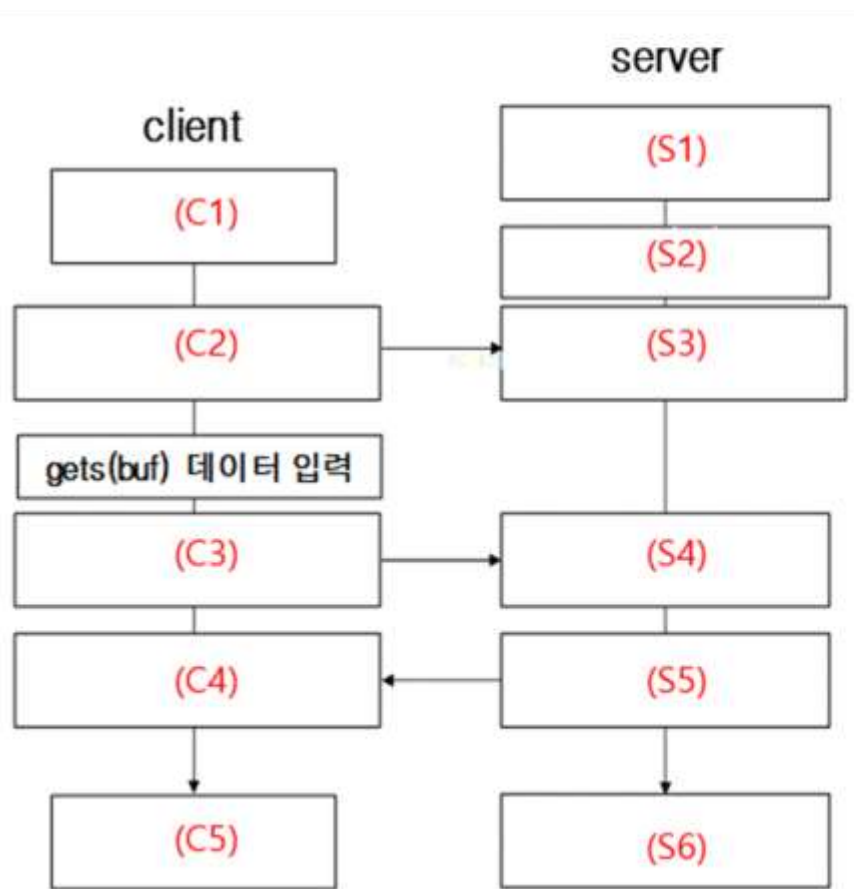 server
client
(S1)
(C1)
(S2)
(C2)
(S3)
gets(buf) 데이터 입력
(C3)
(S4)
(C4)
(S5)
(C5)
(S6)